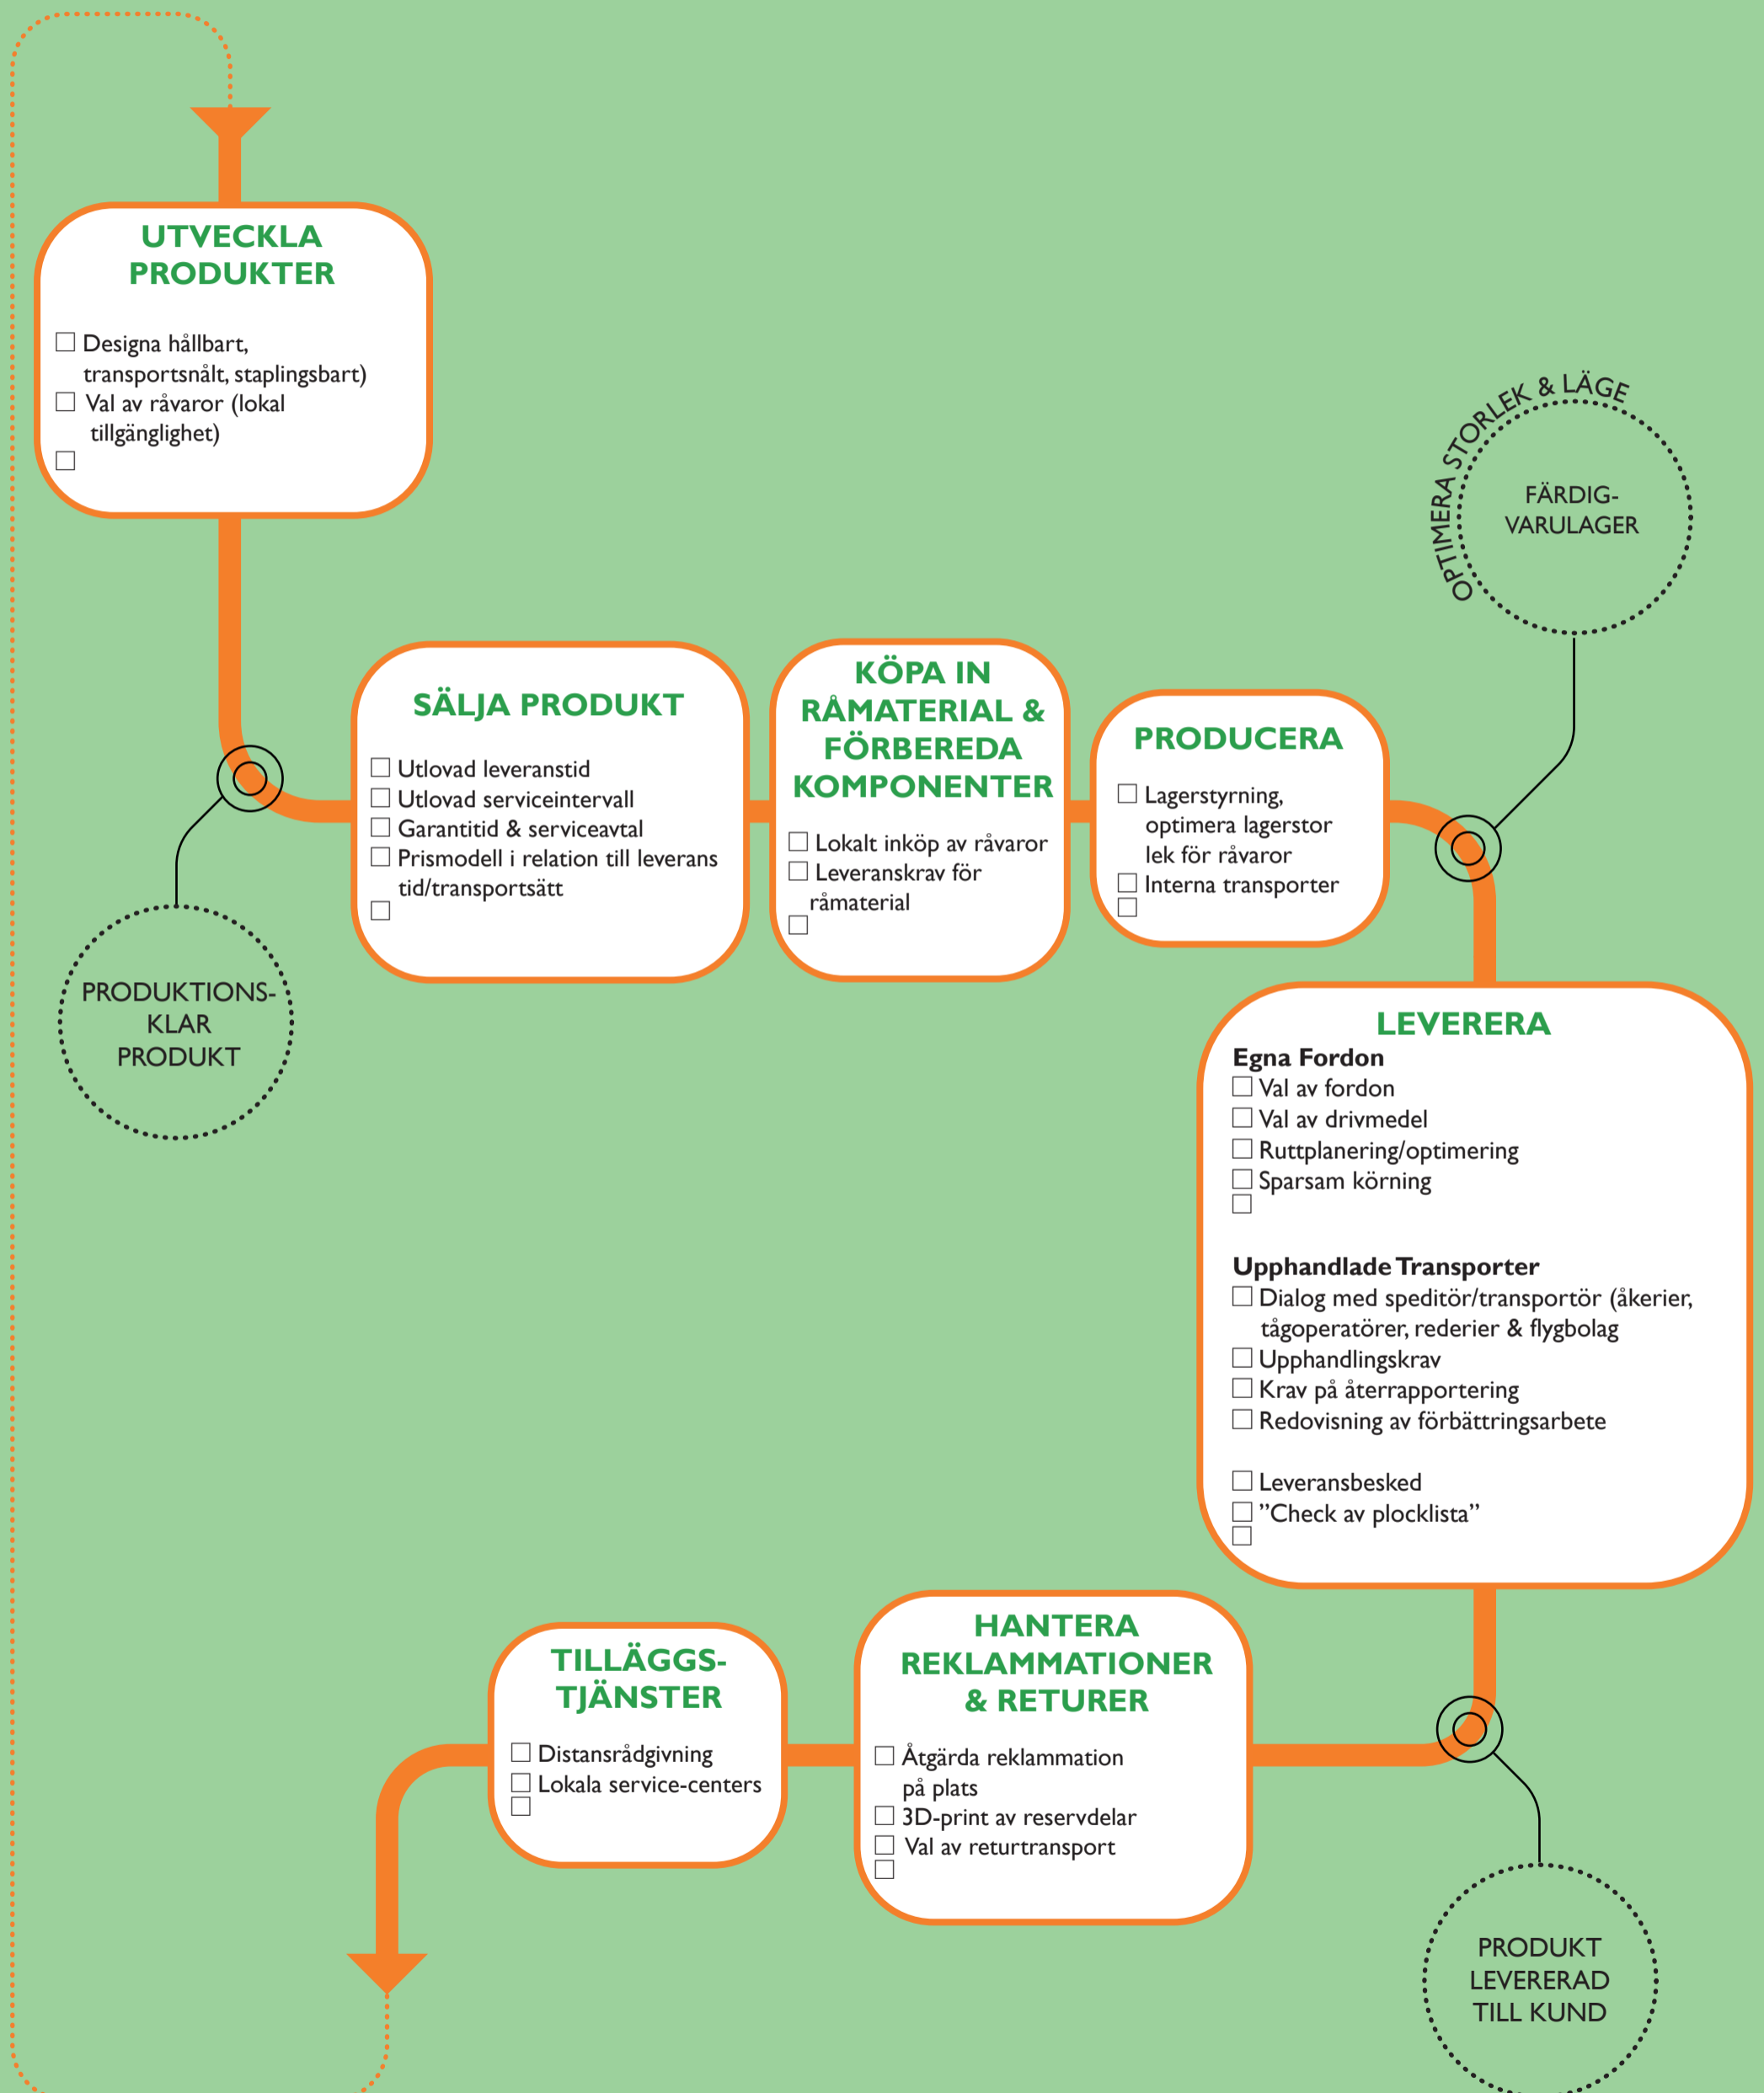 UTVECKLA
PRODUKTER
Designa hållbart,
transportsnålt, staplingsbart)
Val av råvaror (lokal
tillgänglighet)
OPTIMERA STORLEK & LÄGE
FÄRDIG-
VARULAGER
SÄLJA PRODUKT
Utlovad leveranstid
Utlovad serviceintervall
Garantitid & serviceavtal
Prismodell i relation till leverans
tid/transportsätt
KÖPA IN
RÅMATERIAL &
FÖRBEREDA
KOMPONENTER
Lokalt inköp av råvaror
Leveranskrav för
råmaterial
PRODUCERA
Lagerstyrning,
optimera lagerstor
lek för råvaror
Interna transporter
PRODUKTIONS-
KLAR
PRODUKT
LEVERERA
Egna Fordon
Val av fordon
Val av drivmedel
Ruttplanering/optimering
Sparsam körning
Upphandlade Transporter
Dialog med speditör/transportör (åkerier,
tågoperatörer, rederier & flygbolag
Upphandlingskrav
Krav på återrapportering
Redovisning av förbättringsarbete
Leveransbesked
”Check av plocklista”
HANTERA
REKLAMMATIONER
& RETURER
Åtgärda reklammation
på plats
3D-print av reservdelar
Val av returtransport
TILLÄGGS-
TJÄNSTER
Distansrådgivning
Lokala service-centers
PRODUKT
LEVERERAD
TILL KUND